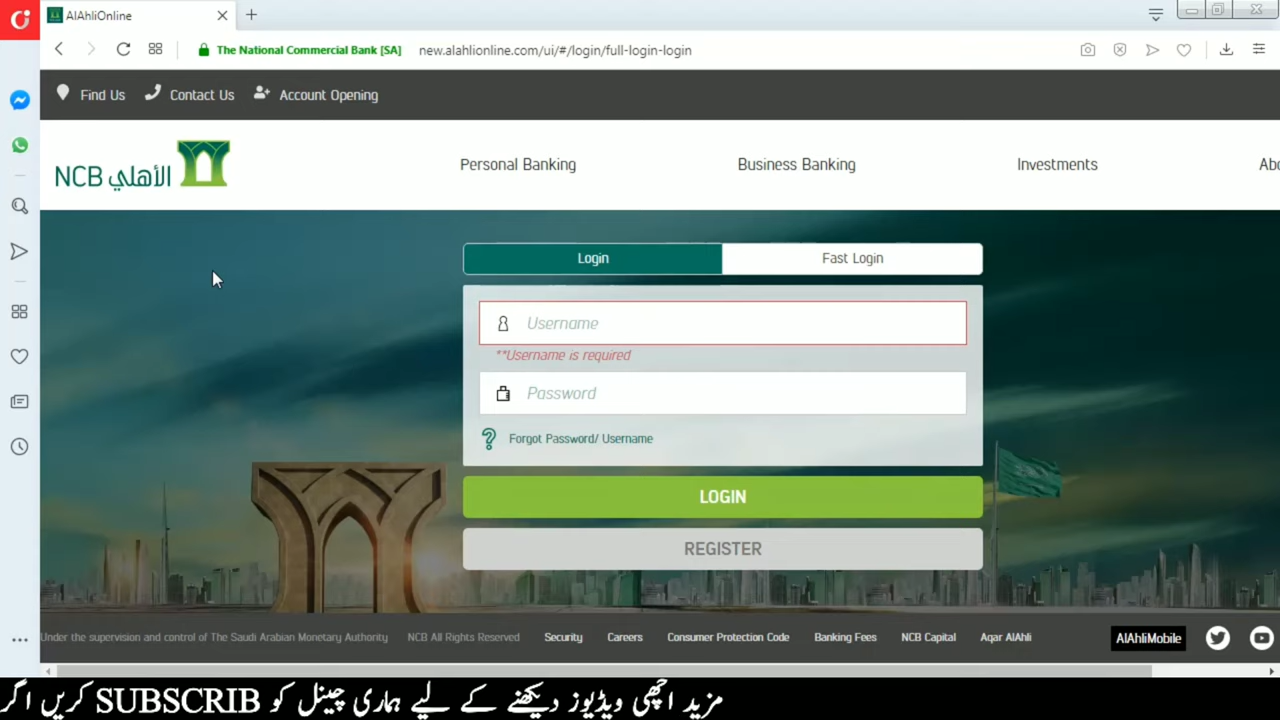 AlAhliOnline
The National Commercial Bank [SA]
new.alahlionline.com/ui/#/login/full-login-login
Find Us
Contact Us
Account Opening
NCB الأهلي
Personal Banking
Business Banking
Investments
Abo
Login
Fast Login
Username
**Username is required
Password
Forgot Password/ Username
LOGIN
REGISTER
Under the supervision and control of The Saudi Arabian Monetary Authority
NCB All Rights Reserved
Security
Careers
Consumer Protection Code
Banking Fees
NCB Capital
Aqar AlAhli
AlAhliMobile
مزید اچھی ویڈیوز دیکھنے کے لیے ہماری چینل کو SUBSCRIB کریں اگر